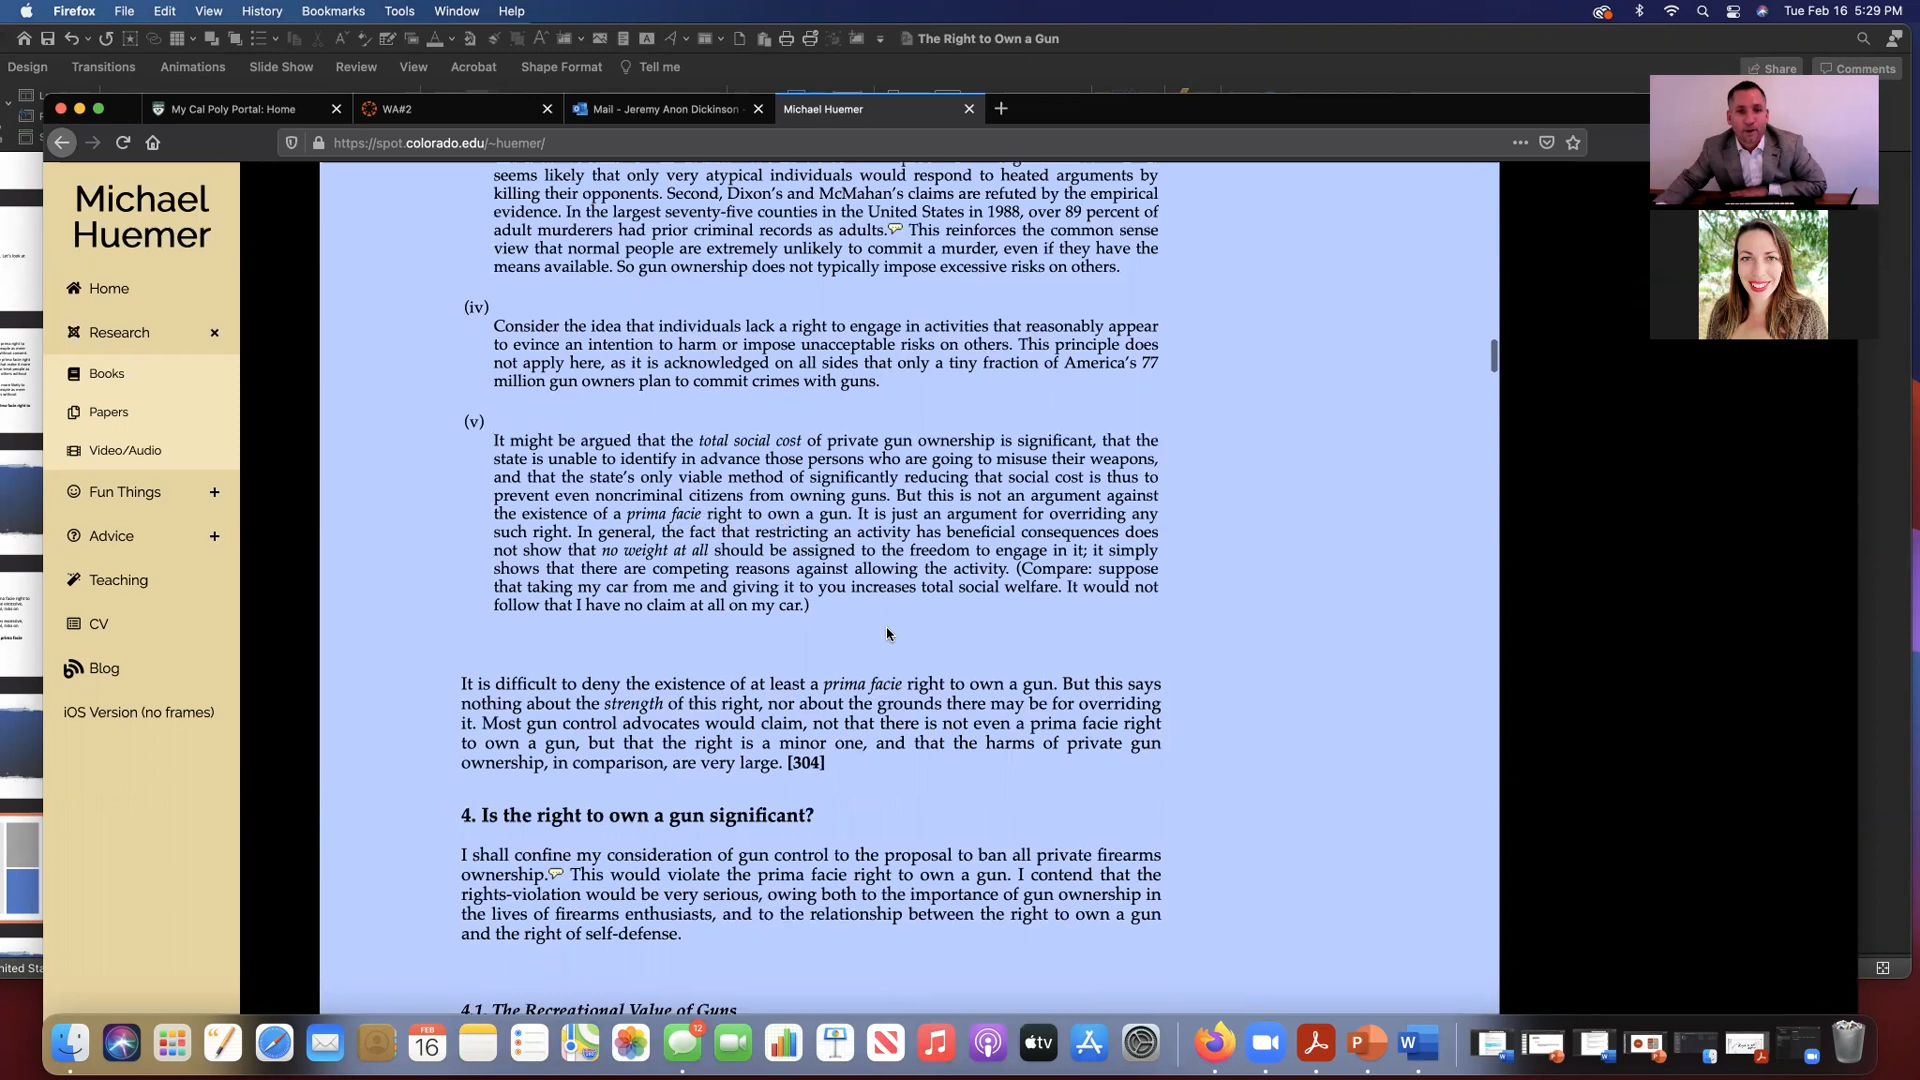 Firefox File Edit View History Bookmarks Tools Window Help
Tue Feb 16 5:29 PM
The Right to Own a Gun
Design Transitions Animations Slide Show Review View Acrobat Shape Format Tell me
Share Comments
My Cal Poly Portal: Home
WA#2
Mail - Jeremy Anon Dickinson -
Michael Huemer
https://spot.colorado.edu/~huemer/
Michael
Huemer
Home
Research
Books
Papers
Video/Audio
Fun Things +
Advice +
Teaching
CV
Blog
iOS Version (no frames)
seems likely that only very atypical individuals would respond to heated arguments by
killing their opponents. Second, Dixon's and McMahan's claims are refuted by the empirical
evidence. In the largest seventy-five counties in the United States in 1988, over 89 percent of
adult murderers had prior criminal records as adults. This reinforces the common sense
view that normal people are extremely unlikely to commit a murder, even if they have the
means available. So gun ownership does not typically impose excessive risks on others.
(iv)
Consider the idea that individuals lack a right to engage in activities that reasonably appear
to evince an intention to harm or impose unacceptable risks on others. This principle does
not apply here, as it is acknowledged on all sides that only a tiny fraction of America's 77
million gun owners plan to commit crimes with guns.
(v)
It might be argued that the total social cost of private gun ownership is significant, that the
state is unable to identify in advance those persons who are going to misuse their weapons,
and that the state's only viable method of significantly reducing that social cost is thus to
prevent even noncriminal citizens from owning guns. But this is not an argument against
the existence of a prima facie right to own a gun. It is just an argument for overriding any
such right. In general, the fact that restricting an activity has beneficial consequences does
not show that no weight at all should be assigned to the freedom to engage in it; it simply
shows that there are competing reasons against allowing the activity. (Compare: suppose
that taking my car from me and giving it to you increases total social welfare. It would not
follow that I have no claim at all on my car.)
It is difficult to deny the existence of at least a prima facie right to own a gun. But this says
nothing about the strength of this right, nor about the grounds there may be for overriding
it. Most gun control advocates would claim, not that there is not even a prima facie right
to own a gun, but that the right is a minor one, and that the harms of private gun
ownership, in comparison, are very large. [304]
4. Is the right to own a gun significant?
I shall confine my consideration of gun control to the proposal to ban all private firearms
ownership. This would violate the prima facie right to own a gun. I contend that the
rights-violation would be very serious, owing both to the importance of gun ownership in
the lives of firearms enthusiasts, and to the relationship between the right to own a gun
and the right of self-defense.
4.1. The Recreational Value of Guns
FEB
16
12
tv